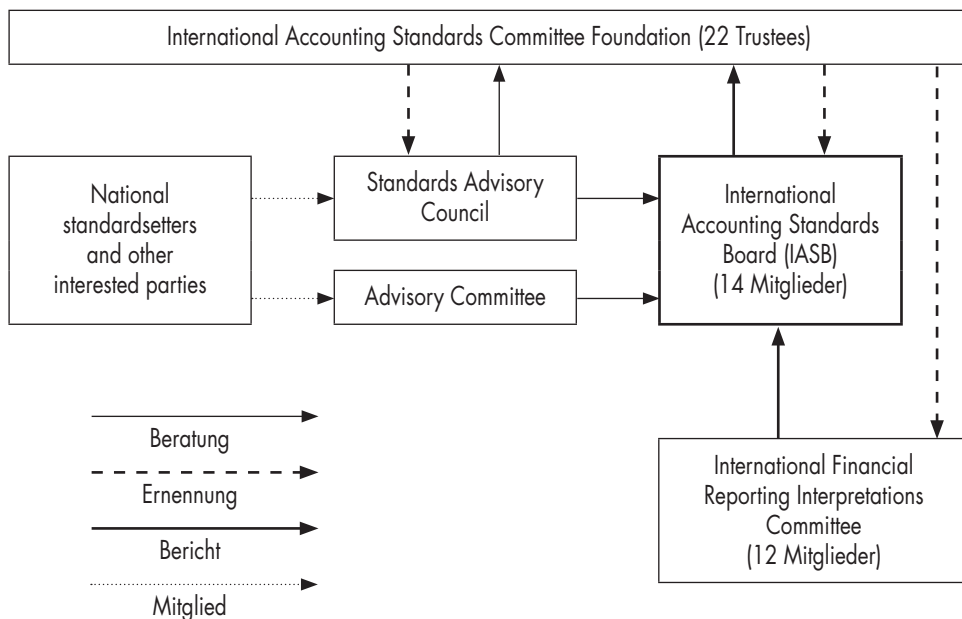 International Accounting Standards Committee Foundation (22 Trustees)
National
standardsetters
and other
interested parties
Standards Advisory
Council
Advisory Committee
International
Accounting Standards
Board (IASB)
(14 Mitglieder)
International Financial
Reporting Interpretations
Committee
(12 Mitglieder)
Beratung
Ernennung
Bericht
Mitglied